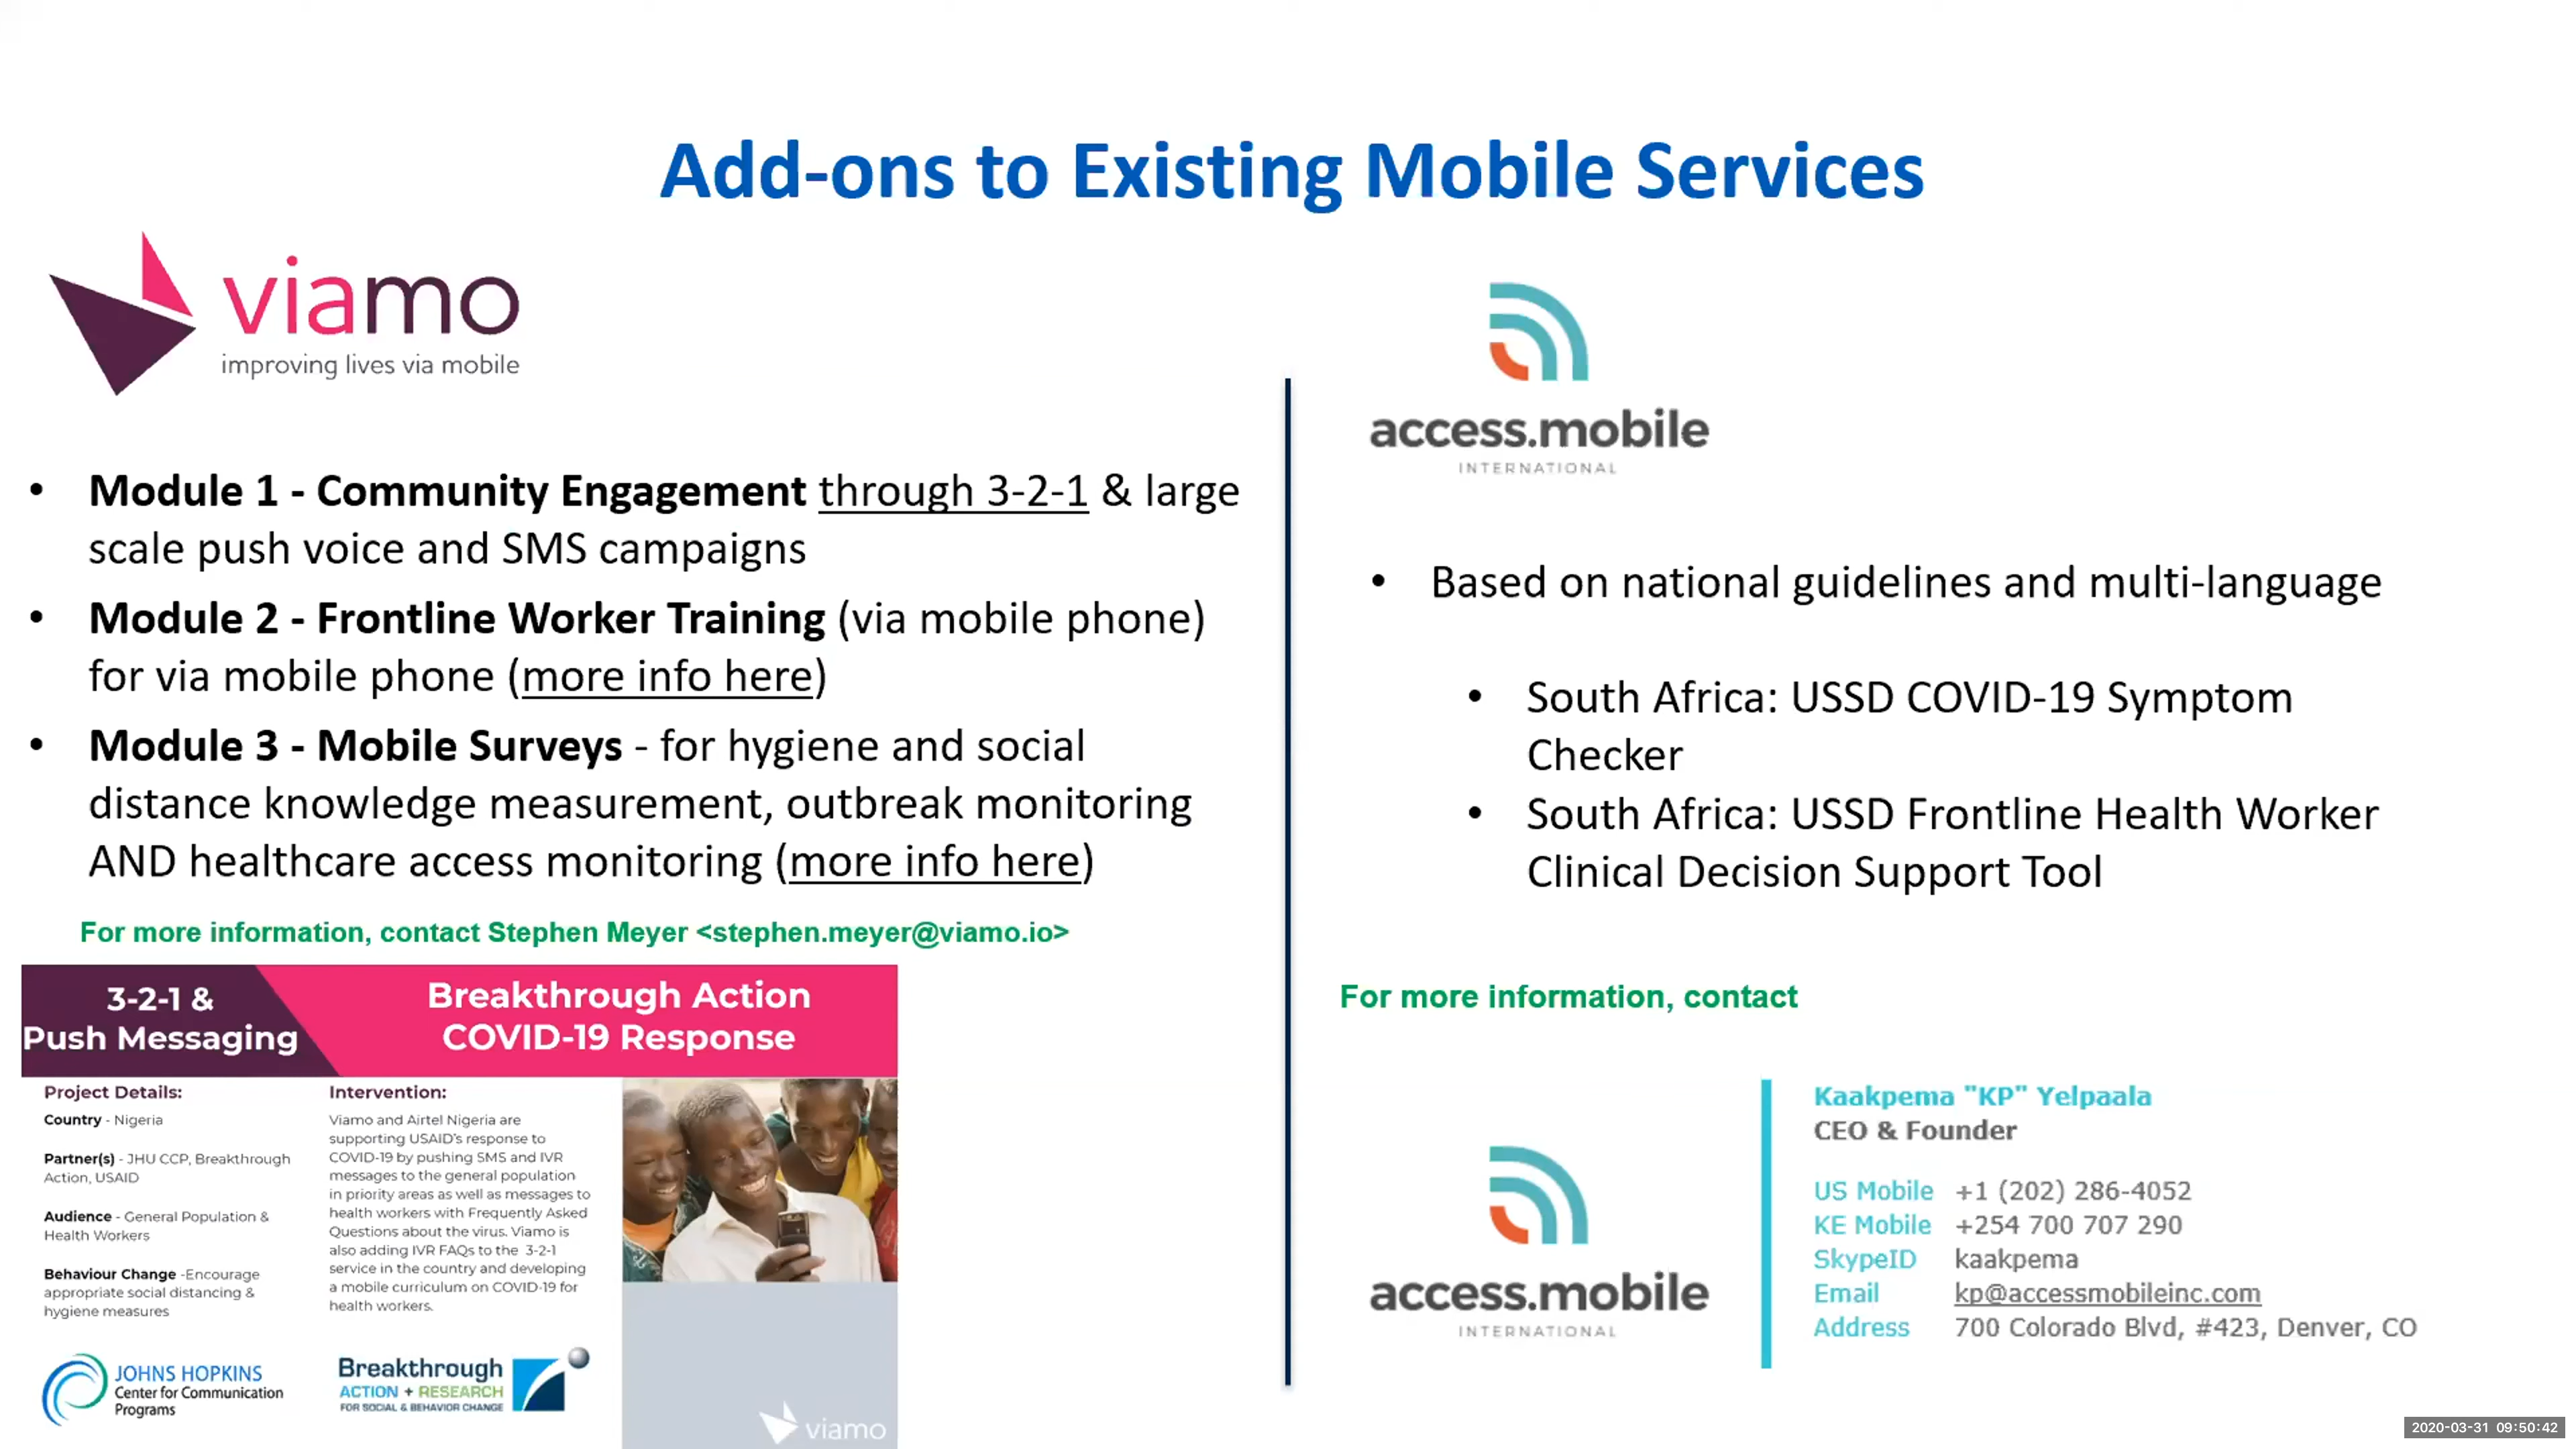 Add-ons to Existing Mobile Services
viamo
improving lives via mobile
• Module 1 - Community Engagement through 3-2-1 & large
scale push voice and SMS campaigns
• Module 2 - Frontline Worker Training (via mobile phone)
for via mobile phone (more info here)
• Module 3 - Mobile Surveys - for hygiene and social
distance knowledge measurement, outbreak monitoring
AND healthcare access monitoring (more info here)
For more information, contact Stephen Meyer <stephen.meyer@viamo.io>
3-2-1 &
Push Messaging
Breakthrough Action
COVID-19 Response
Project Details:
Country - Nigeria
Partner(s) - JHU CCP, Breakthrough
Action, USAID
Audience - General Population &
Health Workers
Behaviour Change -Encourage
appropriate social distancing &
hygiene measures
Intervention:
Viamo and Airtel Nigeria are
supporting USAID's response to
COVID-19 by pushing SMS and IVR
messages to the general population
in priority areas as well as messages to
health workers with Frequently Asked
Questions about the virus. Viamo is
also adding IVR FAQs to the 3-2-1
service in the country and developing
a mobile curriculum on COVID-19 for
health workers.
JOHNS HOPKINS
Center for Communication
Programs
Breakthrough
ACTION + RESEARCH
FOR SOCIAL & BEHAVIOR CHANGE
viamo
access.mobile
INTERNATIONAL
• Based on national guidelines and multi-language
• South Africa: USSD COVID-19 Symptom
Checker
• South Africa: USSD Frontline Health Worker
Clinical Decision Support Tool
For more information, contact
access.mobile
INTERNATIONAL
Kaakpema "KP" Yelpaala
CEO & Founder
US Mobile +1 (202) 286-4052
KE Mobile +254 700 707 290
SkypeID kaakpema
Email kp@accessmobileinc.com
Address 700 Colorado Blvd, #423, Denver, CO
2020-03-31 09:50:42